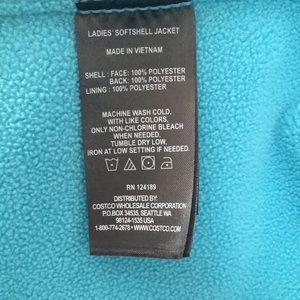 LADIES' SOFTSHELL JACKET
MADE IN VIETNAM
SHELL : FACE: 100% POLYESTER
BACK: 100% POLYESTER
LINING : 100% POLYESTER
MACHINE WASH COLD,
WITH LIKE COLORS,
ONLY NON-CHLORINE BLEACH
WHEN NEEDED,
TUMBLE DRY LOW,
IRON AT LOW SETTING IF NEEDED.
RN 124189
DISTRIBUTED BY:
COSTCO WHOLESALE CORPORATION
P.O.BOX 34535, SEATTLE WA
98124-1535 USA
1-800-774-2678 • WWW.COSTCO.COM